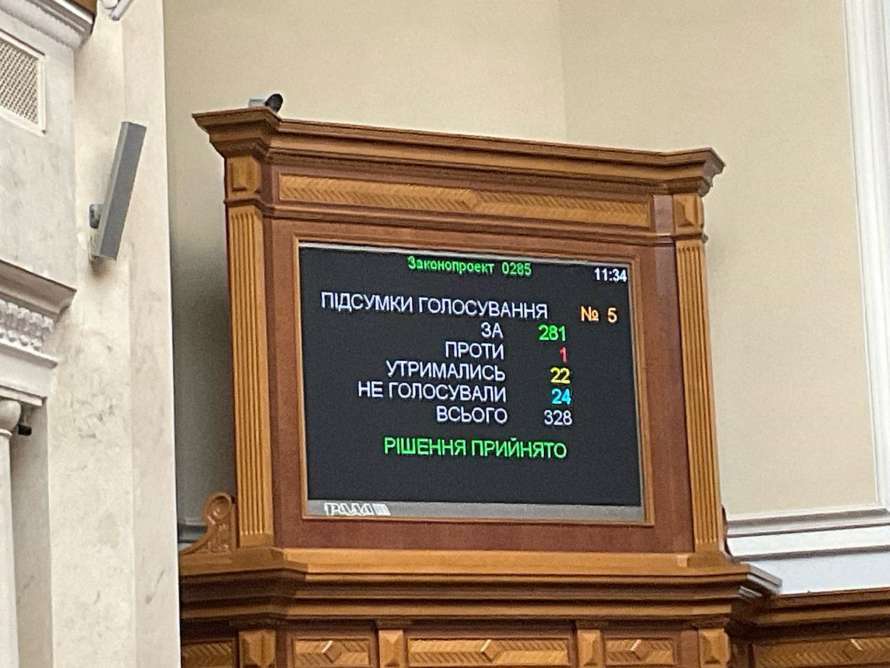 Законопроект 0285
11:34
ПІДСУМКИ ГОЛОСУВАННЯ № 5
ЗА 281
ПРОТИ 1
УТРИМАЛИСЬ 22
НЕ ГОЛОСУВАЛИ 24
ВСЬОГО 328
РІШЕННЯ ПРИЙНЯТО